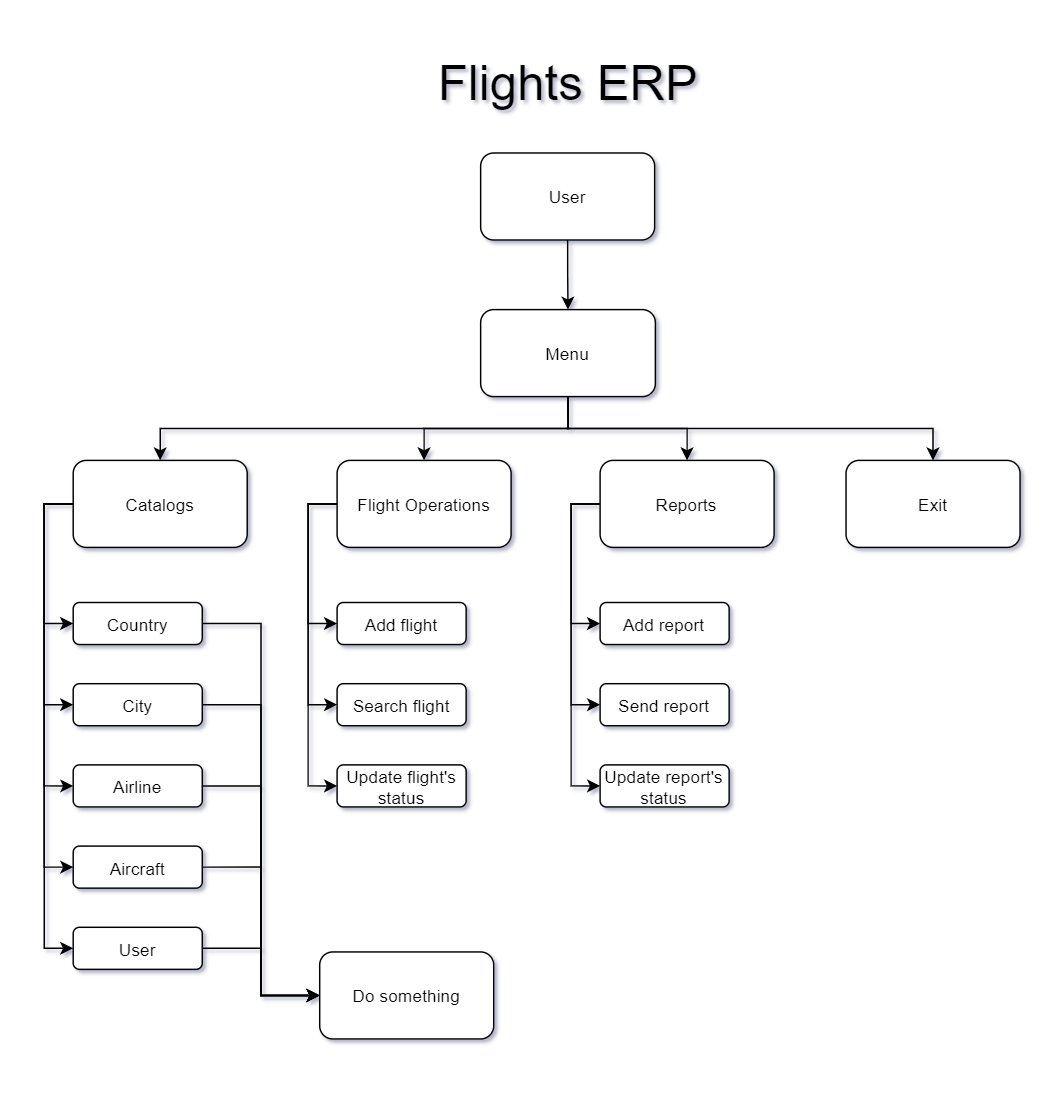 Flights ERP
User
Menu
Catalogs
Flight Operations
Reports
Exit
Country
Add flight
Add report
City
Search flight
Send report
Airline
Update flight's
status
Update report's
status
Aircraft
User
Do something